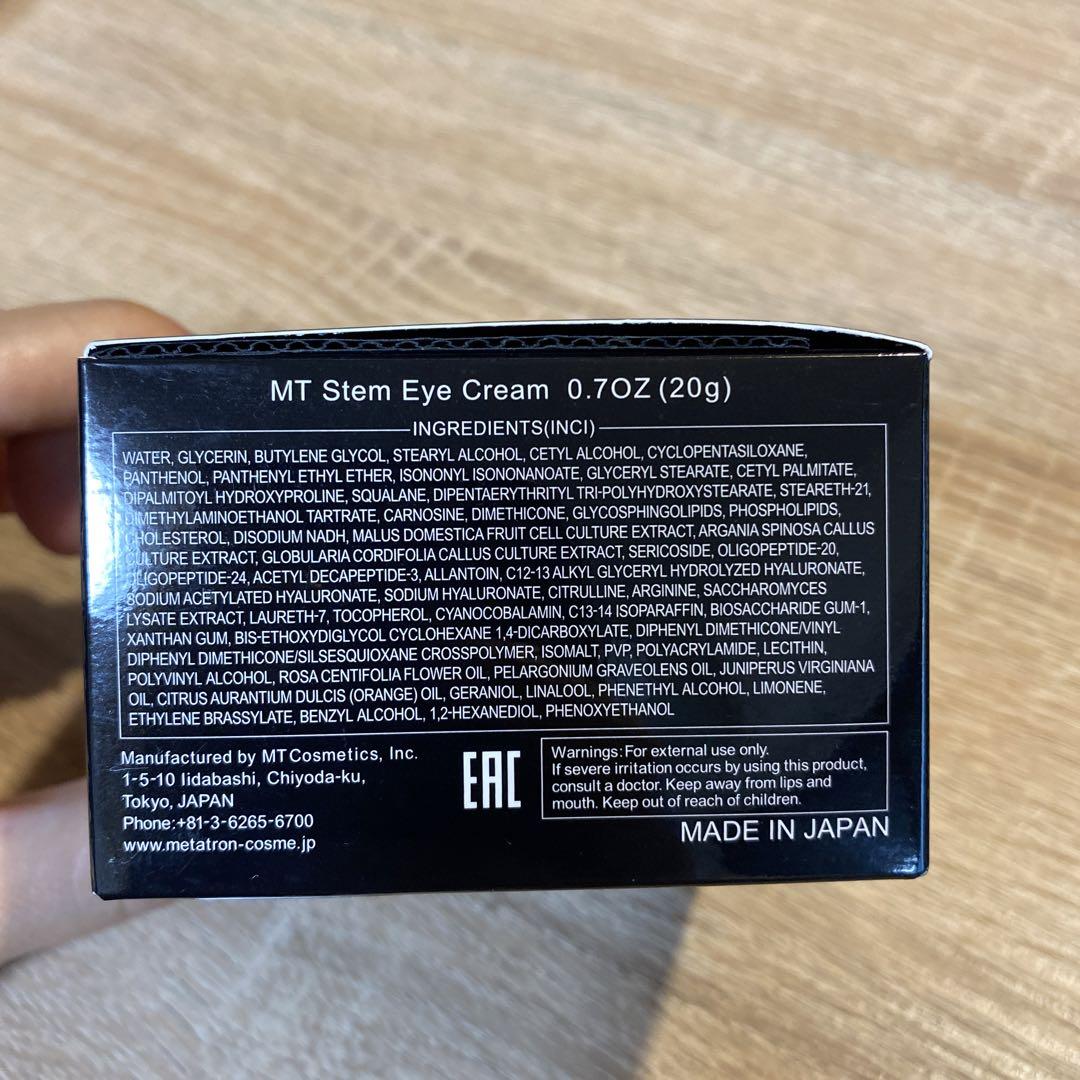 MT Stem Eye Cream 0.7OZ (20g)
INGREDIENTS(INCI)
WATER, GLYCERIN, BUTYLENE GLYCOL, STEARYL ALCOHOL, CETYL ALCOHOL, CYCLOPENTASILOXANE,
PANTHENOL, PANTHENYL ETHYL ETHER, ISONONYL ISONONANOATE, GLYCERYL STEARATE, CETYL PALMITATE,
DIPALMITOYL HYDROXYPROLINE, SQUALANE, DIPENTAERYTHRITYL TRI-POLYHYDROXYSTEARATE, STEARETH-21,
DIMETHYLAMINOETHANOL TARTRATE, CARNOSINE, DIMETHICONE, GLYCOSPHINGOLIPIDS, PHOSPHOLIPIDS,
CHOLESTEROL, DISODIUM NADH, MALUS DOMESTICA FRUIT CELL CULTURE EXTRACT, ARGANIA SPINOSA CALLUS
CULTURE EXTRACT, GLOBULARIA CORDIFOLIA CALLUS CULTURE EXTRACT, SERICOSIDE, OLIGOPEPTIDE-20,
OLIGOPEPTIDE-24, ACETYL DECAPEPTIDE-3, ALLANTOIN, C12-13 ALKYL GLYCERYL HYDROLYZED HYALURONATE,
SODIUM ACETYLATED HYALURONATE, SODIUM HYALURONATE, CITRULLINE, ARGININE, SACCHAROMYCES
LYSATE EXTRACT, LAURETH-7, TOCOPHEROL, CYANOCOBALAMIN, C13-14 ISOPARAFFIN, BIOSACCHARIDE GUM-1,
XANTHAN GUM, BIS-ETHOXYDIGLYCOL CYCLOHEXANE 1,4-DICARBOXYLATE, DIPHENYL DIMETHICONE/VINYL
DIPHENYL DIMETHICONE/SILSESQUIOXANE CROSSPOLYMER, ISOMALT, PVP, POLYACRYLAMIDE, LECITHIN,
POLYVINYL ALCOHOL, ROSA CENTIFOLIA FLOWER OIL, PELARGONIUM GRAVEOLENS OIL, JUNIPERUS VIRGINIANA
OIL, CITRUS AURANTIUM DULCIS (ORANGE) OIL, GERANIOL, LINALOOL, PHENETHYL ALCOHOL, LIMONENE,
ETHYLENE BRASSYLATE, BENZYL ALCOHOL, 1,2-HEXANEDIOL, PHENOXYETHANOL
Manufactured by MT Cosmetics, Inc.
1-5-10 Iidabashi, Chiyoda-ku,
Tokyo, JAPAN
Phone:+81-3-6265-6700
www.metatron-cosme.jp
EAC
Warnings: For external use only.
If severe irritation occurs by using this product,
consult a doctor. Keep away from lips and
mouth. Keep out of reach of children.
MADE IN JAPAN